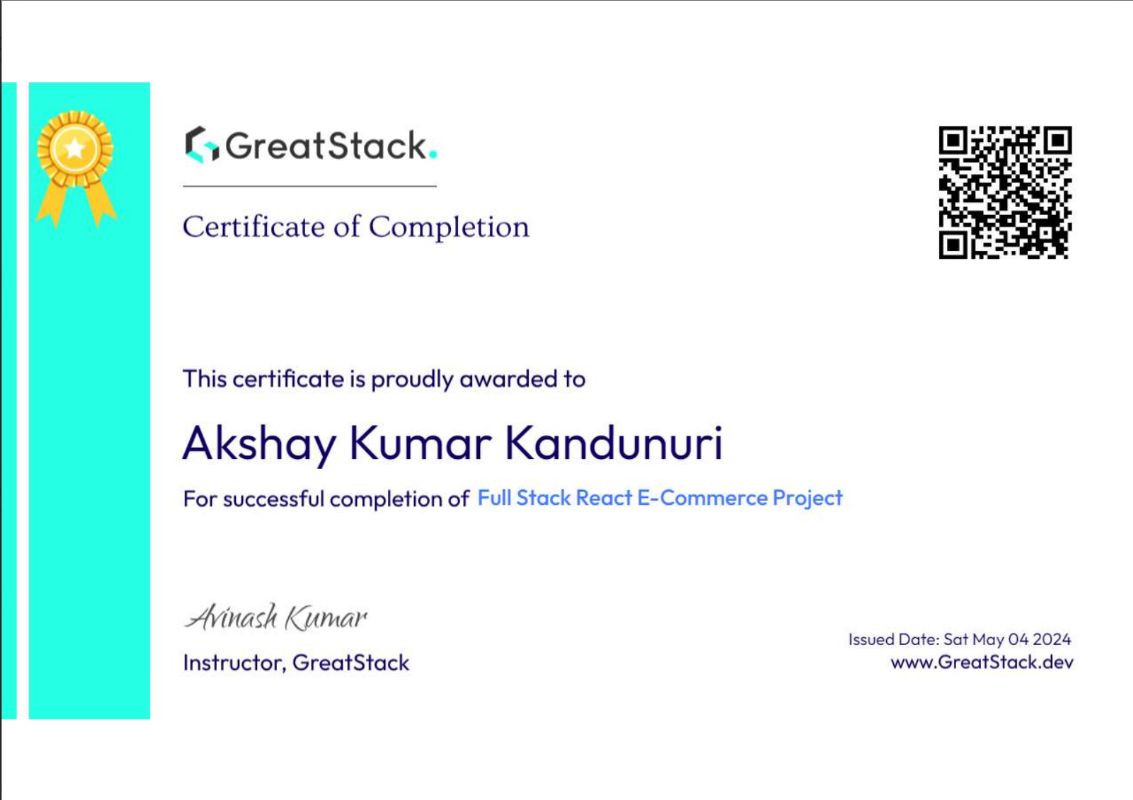 GreatStack.
Certificate of Completion
This certificate is proudly awarded to
Akshay Kumar Kandunuri
For successful completion of Full Stack React E-Commerce Project
Avinash Kumar
Instructor, GreatStack
Issued Date: Sat May 04 2024
www.GreatStack.dev